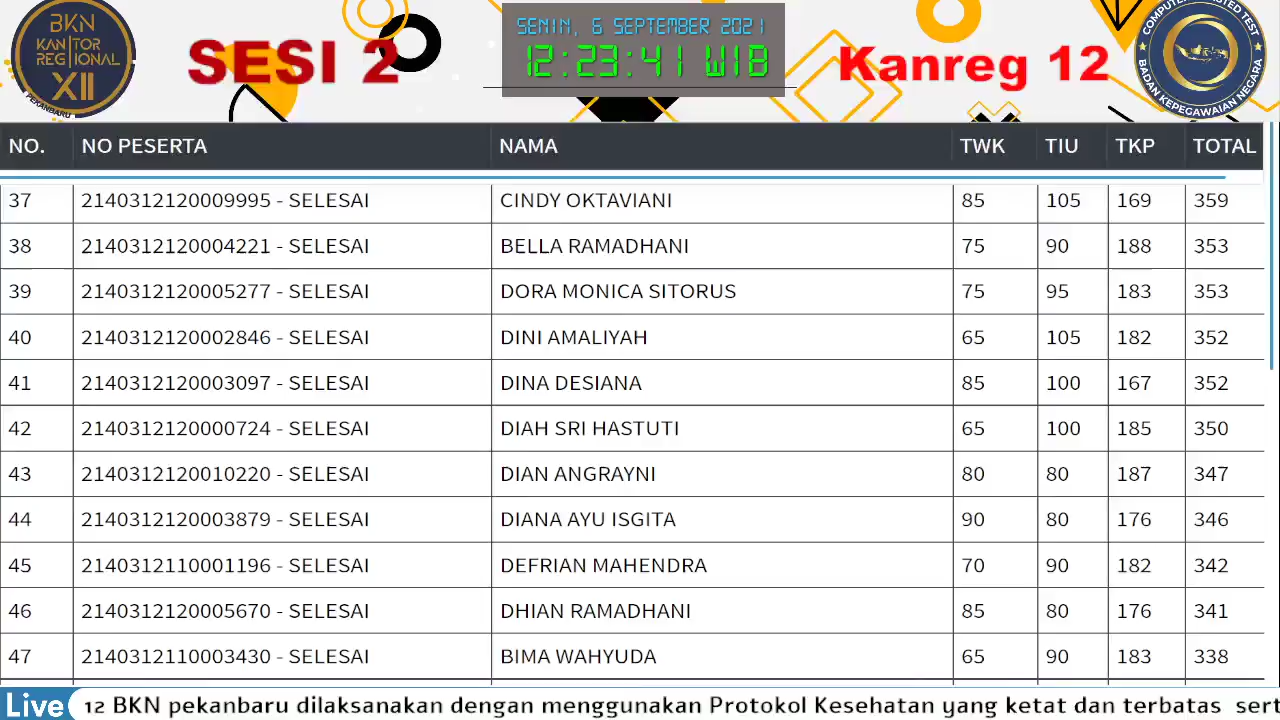 BKN
KANTOR
REGIONAL
XII
PEKANBARU
SESI 2
SENIN, 6 SEPTEMBER 2021
12:23:41 WIB
Kanreg 12
COMPUTER ASSISTED TEST
BADAN KEPEGAWAIAN NEGARA
NO. NO PESERTA NAMA TWK TIU TKP TOTAL
37 2140312120009995 - SELESAI CINDY OKTAVIANI 85 105 169 359
38 2140312120004221 - SELESAI BELLA RAMADHANI 75 90 188 353
39 2140312120005277 - SELESAI DORA MONICA SITORUS 75 95 183 353
40 2140312120002846 - SELESAI DINI AMALIYAH 65 105 182 352
41 2140312120003097 - SELESAI DINA DESIANA 85 100 167 352
42 2140312120000724 - SELESAI DIAH SRI HASTUTI 65 100 185 350
43 2140312120010220 - SELESAI DIAN ANGRAYNI 80 80 187 347
44 2140312120003879 - SELESAI DIANA AYU ISGITA 90 80 176 346
45 2140312110001196 - SELESAI DEFRIAN MAHENDRA 70 90 182 342
46 2140312120005670 - SELESAI DHIAN RAMADHANI 85 80 176 341
47 2140312110003430 - SELESAI BIMA WAHYUDA 65 90 183 338
Live 12 BKN pekanbaru dilaksanakan dengan menggunakan Protokol Kesehatan yang ketat dan terbatas sert